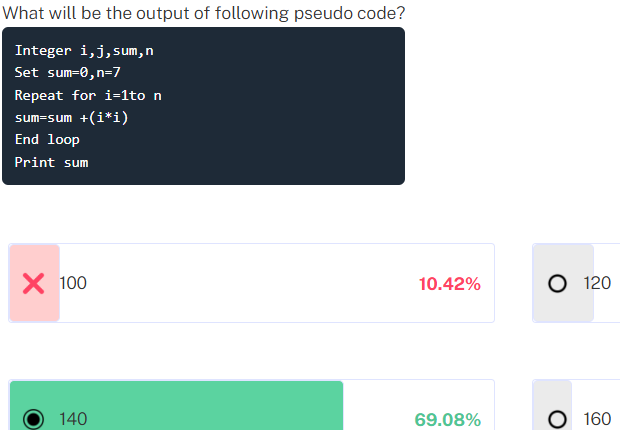 What will be the output of following pseudo code?
Integer i,j,sum,n
Set sum=0,n=7
Repeat for i=1to n
sum=sum +(i*i)
End loop
Print sum
100 10.42% 120
140 69.08% 160